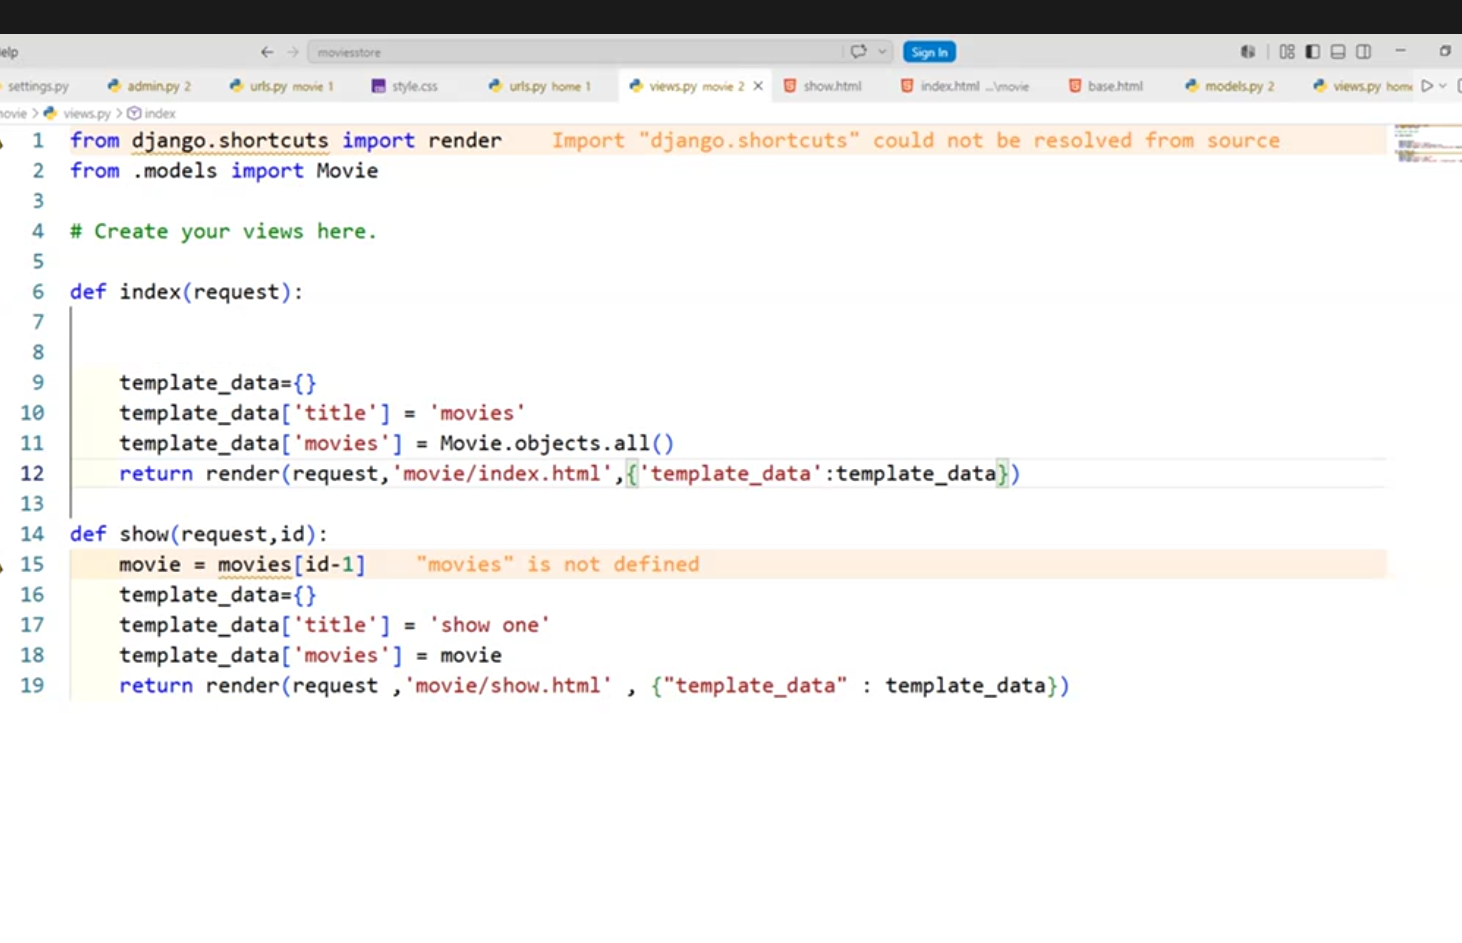 moviesstore
Sign In
settings.py admin.py 2 urls.py movie 1 style.css urls.py home 1 views.py movie 2 show.html index.html ...\movie base.html models.py 2 views.py home
views.py > index
1 from django.shortcuts import render Import "django.shortcuts" could not be resolved from source
2 from .models import Movie
3
4 # Create your views here.
5
6 def index(request):
7
8
9 template_data={}
10 template_data['title'] = 'movies'
11 template_data['movies'] = Movie.objects.all()
12 return render(request,'movie/index.html',{'template_data':template_data})
13
14 def show(request,id):
15 movie = movies[id-1] "movies" is not defined
16 template_data={}
17 template_data['title'] = 'show one'
18 template_data['movies'] = movie
19 return render(request ,'movie/show.html' , {"template_data" : template_data})